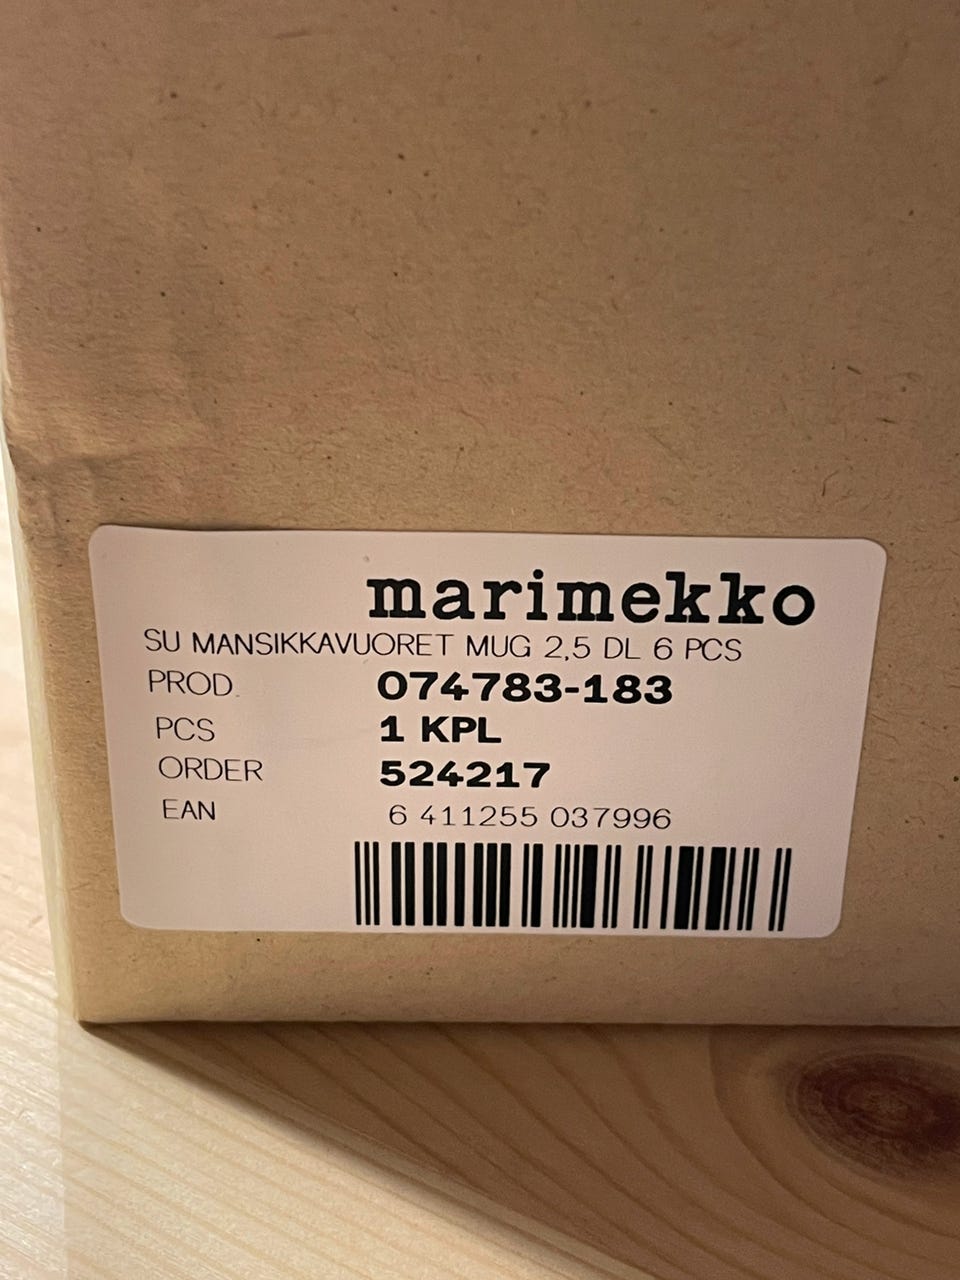 marimekko
SU MANSIKKAVUORET MUG 2,5 DL 6 PCS
PROD. 074783-183
PCS 1 KPL
ORDER 524217
EAN 6 411255 037996